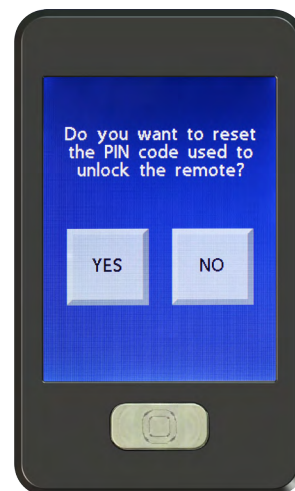 Do you want to reset
the PIN code used to
unlock the remote?
YES
NO